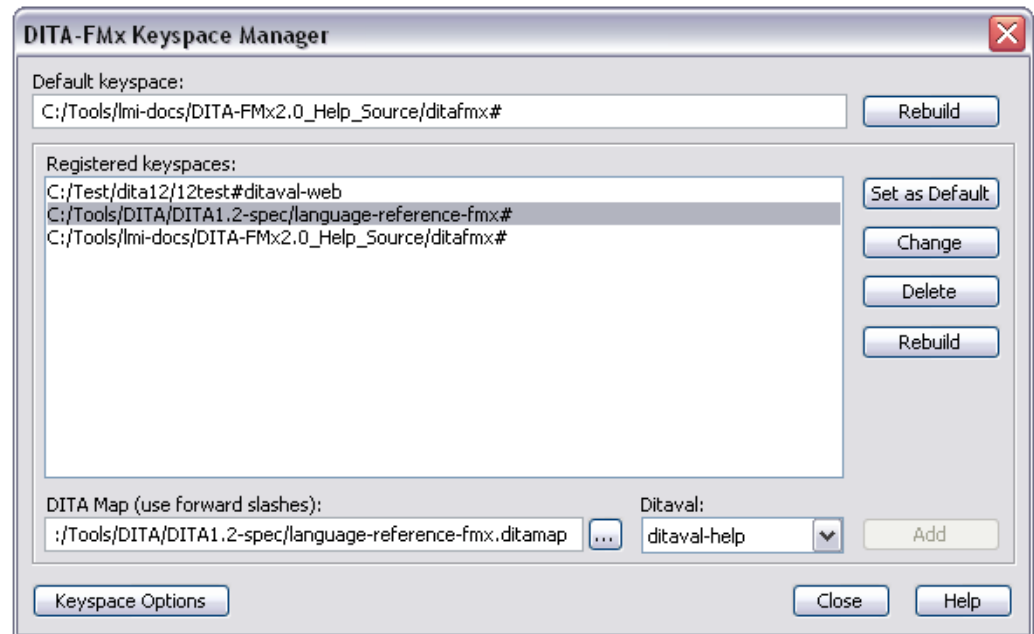 DITA-FMx Keyspace Manager
Default keyspace:
C:/Tools/lmi-docs/DITA-FMx2.0_Help_Source/ditafmx#
Rebuild
Registered keyspaces:
C:/Test/dita12/12test#ditaval-web
C:/Tools/DITA/DITA1.2-spec/language-reference-fmx#
C:/Tools/lmi-docs/DITA-FMx2.0_Help_Source/ditafmx#
Set as Default
Change
Delete
Rebuild
DITA Map (use forward slashes):
Ditaval:
:/Tools/DITA/DITA1.2-spec/language-reference-fmx.ditamap
...
ditaval-help
Add
Keyspace Options
Close
Help